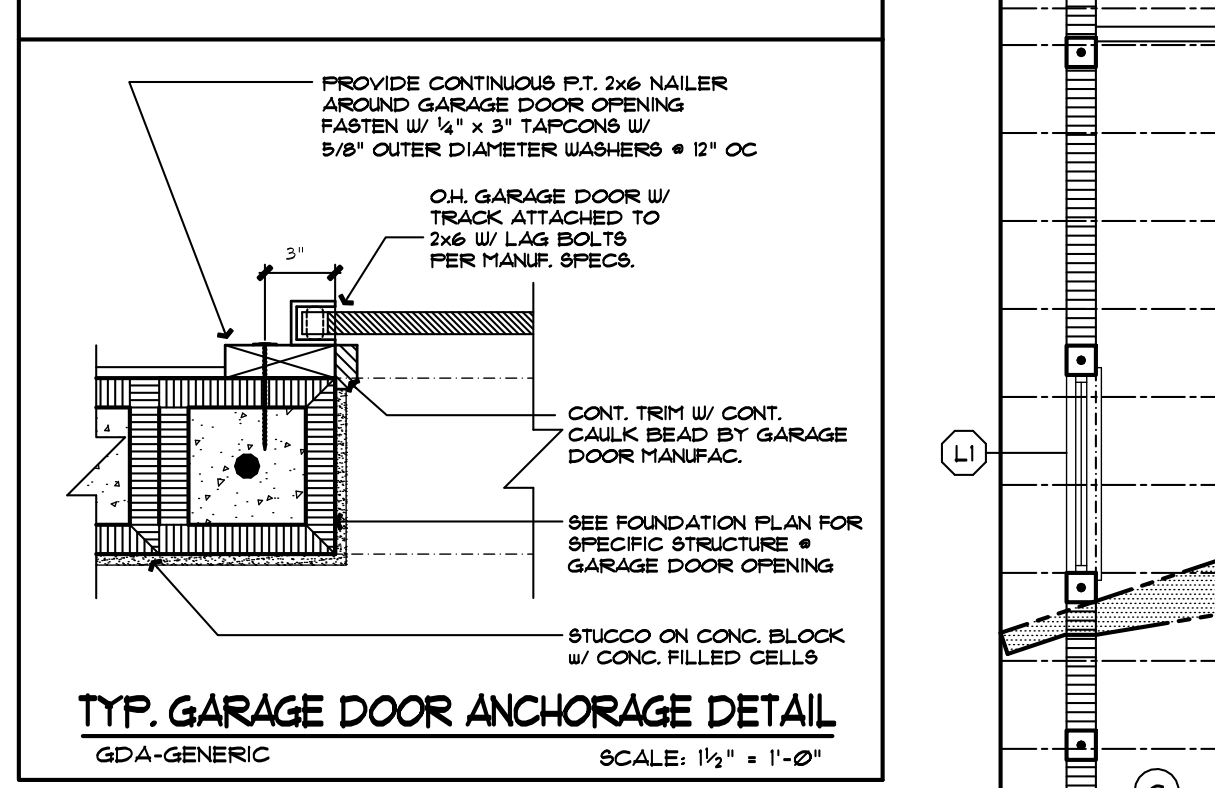 PROVIDE CONTINUOUS P.T. 2x6 NAILER
AROUND GARAGE DOOR OPENING
FASTEN W/ ¼" x 3" TAPCONS W/
5/8" OUTER DIAMETER WASHERS @ 12" OC
O.H. GARAGE DOOR W/
TRACK ATTACHED TO
2x6 W/ LAG BOLTS
PER MANUF. SPECS.
3"
CONT. TRIM W/ CONT.
CAULK BEAD BY GARAGE
DOOR MANUFAC.
L1
SEE FOUNDATION PLAN FOR
SPECIFIC STRUCTURE @
GARAGE DOOR OPENING
STUCCO ON CONC. BLOCK
w/ CONC. FILLED CELLS
TYP. GARAGE DOOR ANCHORAGE DETAIL
GDA-GENERIC
SCALE: 1½" = 1'-0"